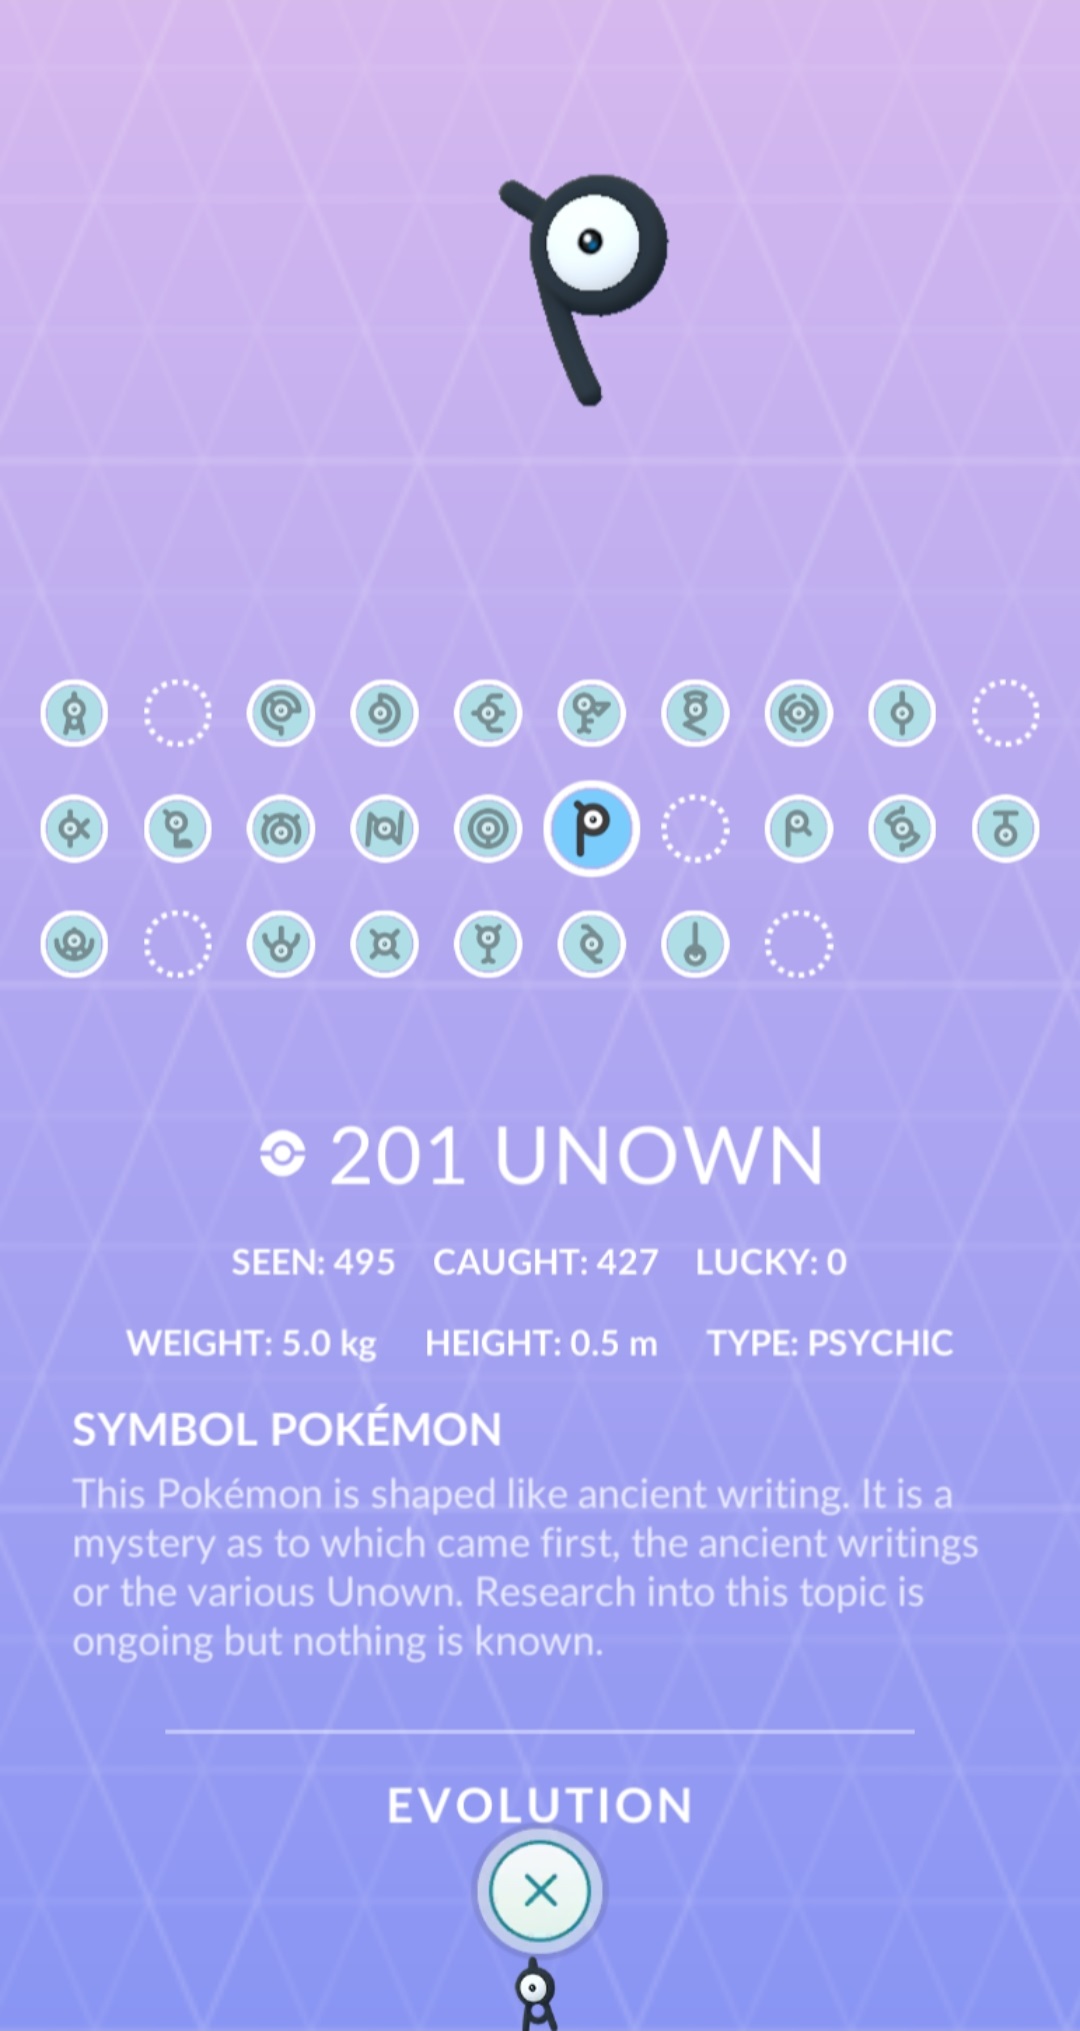 201 UNOWN
SEEN: 495 CAUGHT: 427 LUCKY: 0
WEIGHT: 5.0 kg HEIGHT: 0.5 m TYPE: PSYCHIC
SYMBOL POKÉMON
This Pokémon is shaped like ancient writing. It is a
mystery as to which came first, the ancient writings
or the various Unown. Research into this topic is
ongoing but nothing is known.
EVOLUTION